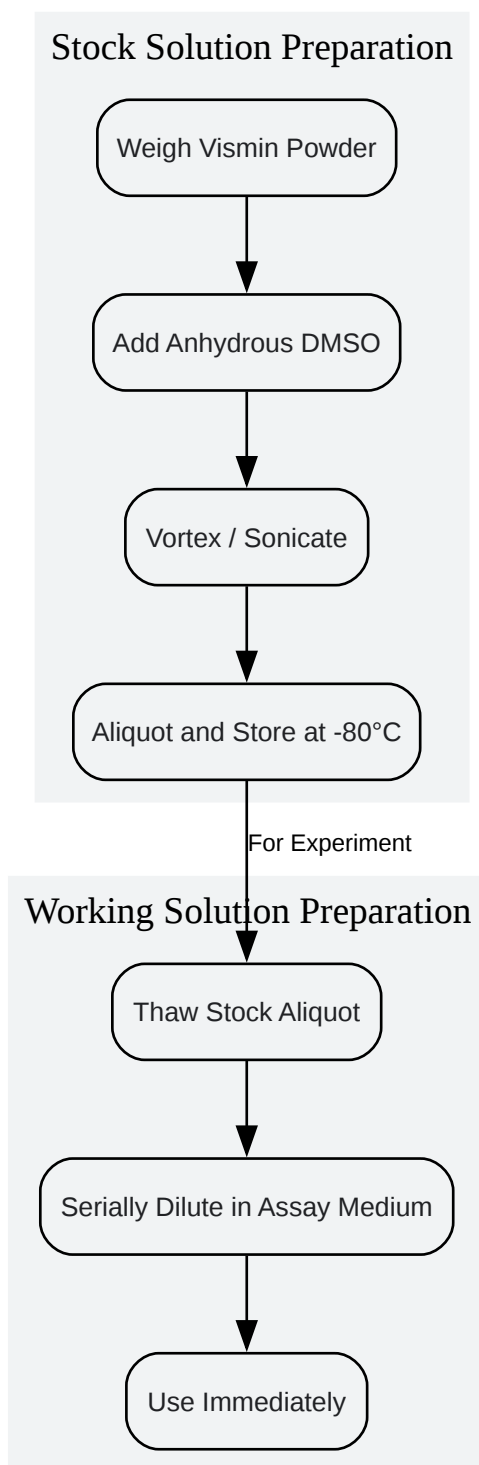 Stock Solution Preparation
Weigh Vismin Powder
Add Anhydrous DMSO
Vortex / Sonicate
Aliquot and Store at -80°C
For Experiment
Working Solution Preparation
Thaw Stock Aliquot
Serially Dilute in Assay Medium
Use Immediately